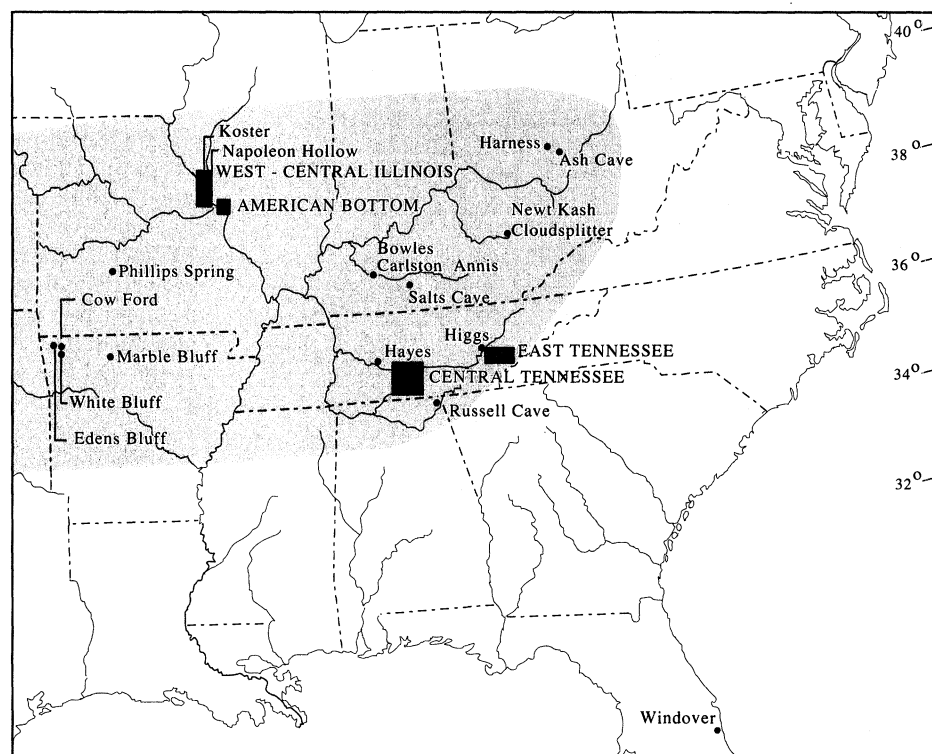 40°
Koster
Napoleon Hollow
WEST - CENTRAL ILLINOIS
AMERICAN BOTTOM
Harness
Ash Cave
38°
Newt Kash
Cloudsplitter
Bowles
Carlston Annis
Salts Cave
36°
Phillips Spring
Cow Ford
Marble Bluff
White Bluff
Edens Bluff
Higgs
Hayes
EAST TENNESSEE
CENTRAL TENNESSEE
Russell Cave
34°
32°
Windover